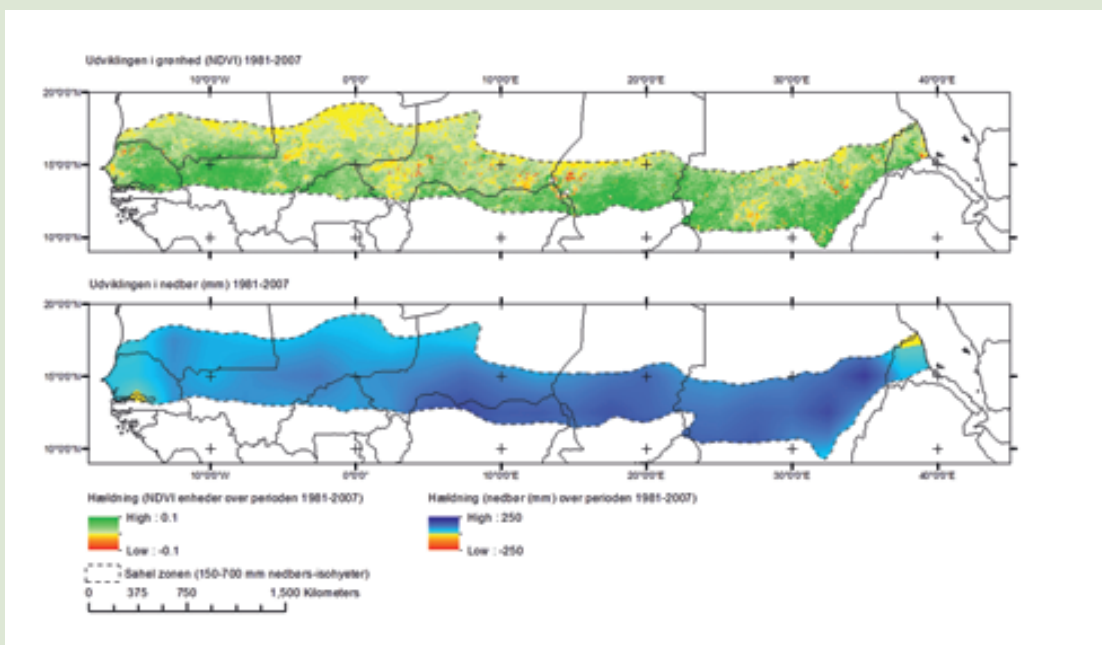 Udviklingen i grønhed (NDVI) 1981-2007
10°0'0"W 0°0'0" 10°0'0"E 20°0'0"E 30°0'0"E 40°0'0"E
20°0'0"N
15°0'0"N
10°0'0"N
Udviklingen i nedbør (mm) 1981-2007
20°0'0"N
15°0'0"N
10°0'0"N
10°0'0"W 0°0'0" 10°0'0"E 20°0'0"E 30°0'0"E 40°0'0"E
Hældning (NDVI enheder over perioden 1981-2007) Hældning (nedbør (mm) over perioden 1981-2007)
High : 0.1 High : 250
Low : -0.1 Low : -250
Sahel zonen (150-700 mm nedbørs-isohyeter)
0 375 750 1,500 Kilometers